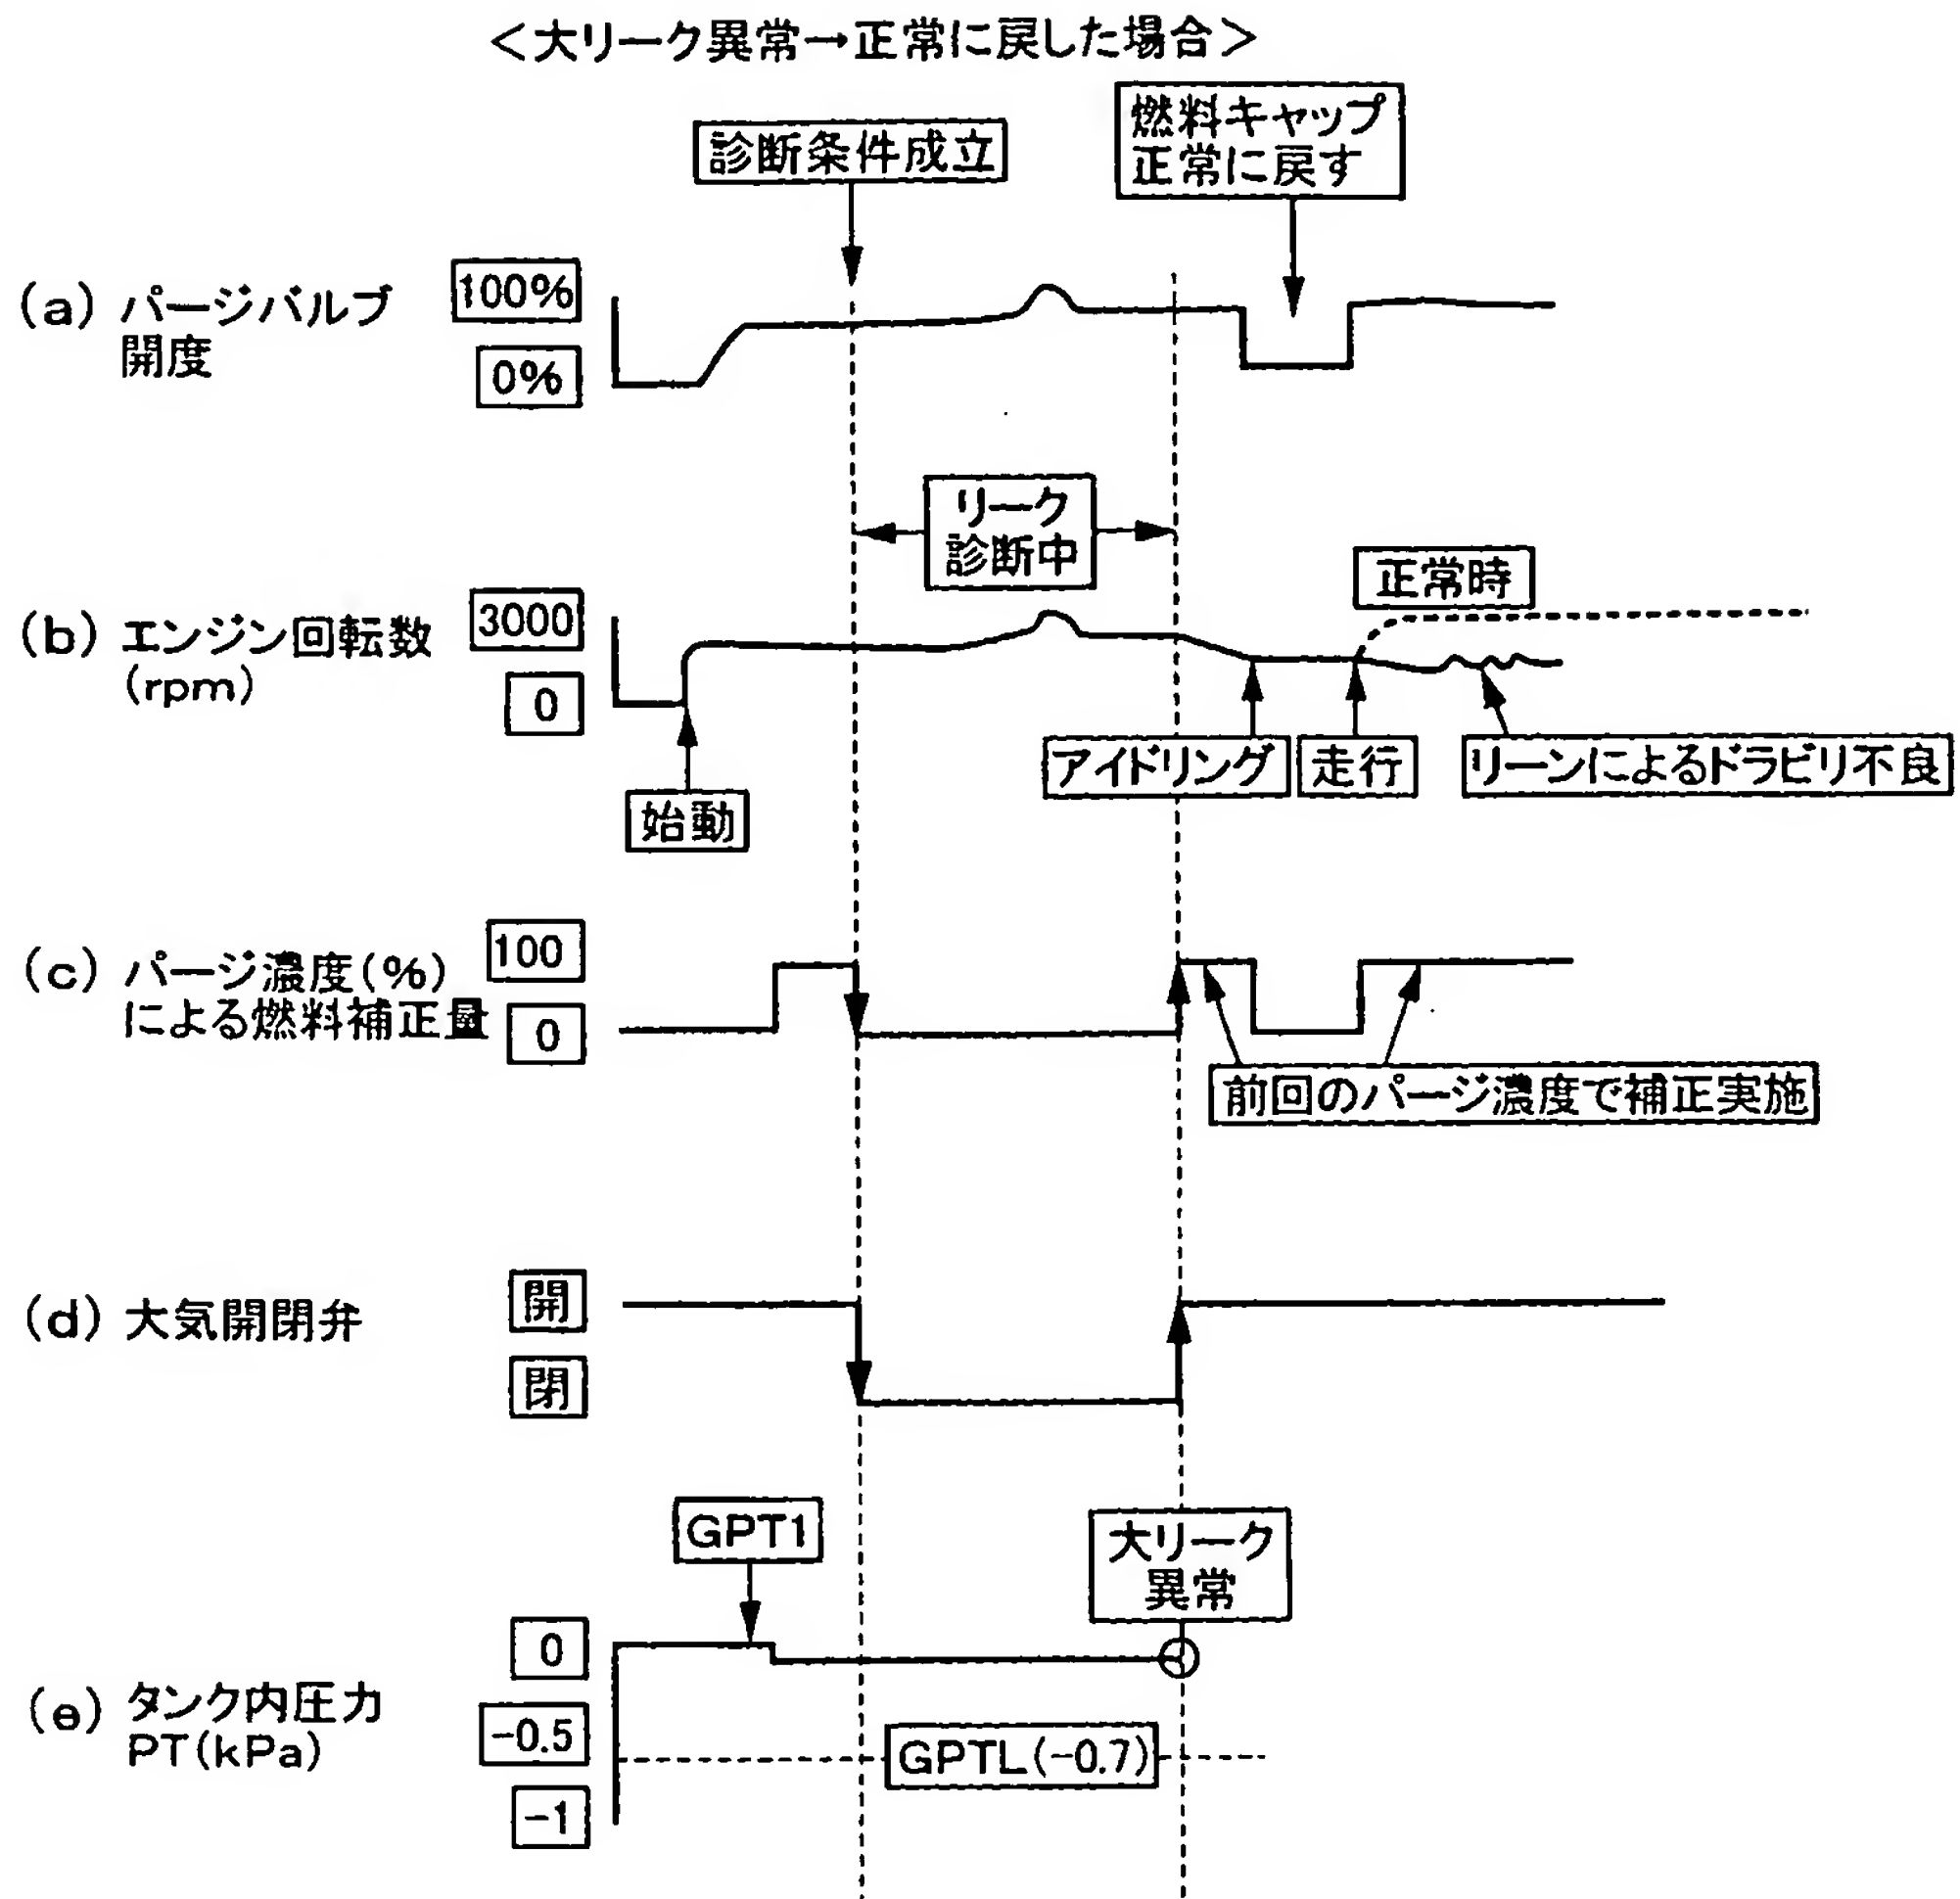 <大リーク異常→正常に戻した場合>
診断条件成立
燃料キャップ
正常に戻す
(a) パージバルブ
開度
100%
0%
リーク
診断中
正常時
(b) エンジン回転数
(rpm)
3000
0
アイドリング
走行
リーンによるドラビリ不良
始動
(c) パージ濃度(%)
による燃料補正量
100
0
前回のパージ濃度で補正実施
(d) 大気開閉弁
開
閉
GPT1
大リーク
異常
(e) タンク内圧力
PT(kPa)
0
-0.5
-1
GPTL(-0.7)